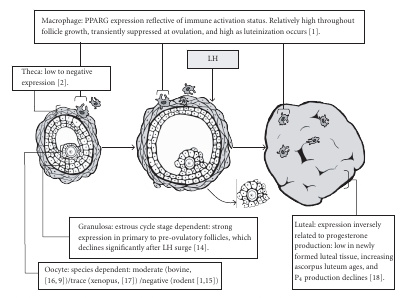 Macrophage: PPARG expression reflective of immune activation status. Relatively high throughout
follicle growth, transiently suppressed at ovulation, and high as luteinization occurs [1].
LH
Theca: low to negative
expression [2].
Granulosa: estrous cycle stage dependent: strong
expression in primary to pre-ovulatory follicles, which
declines significantly after LH surge [14].
Oocyte: species dependent: moderate (bovine,
[16, 9])/trace (xenopus, [17]) /negative (rodent [1,15])
Luteal: expression inversely
related to progesterone
production: low in newly
formed luteal tissue, increasing
ascorpus luteum ages, and
P₄ production declines [18].